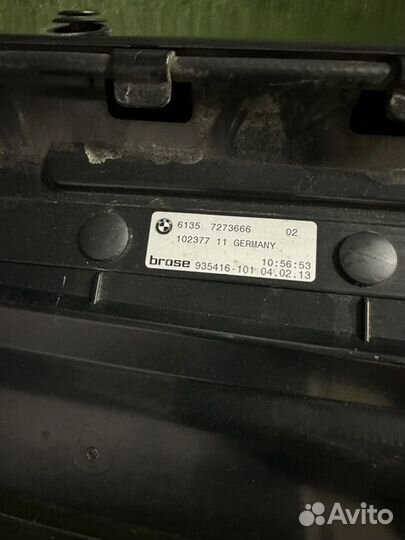 6135 7273666 02
102377 11 GERMANY 10:56:53
brose 935416-101 04.02.13
Avito